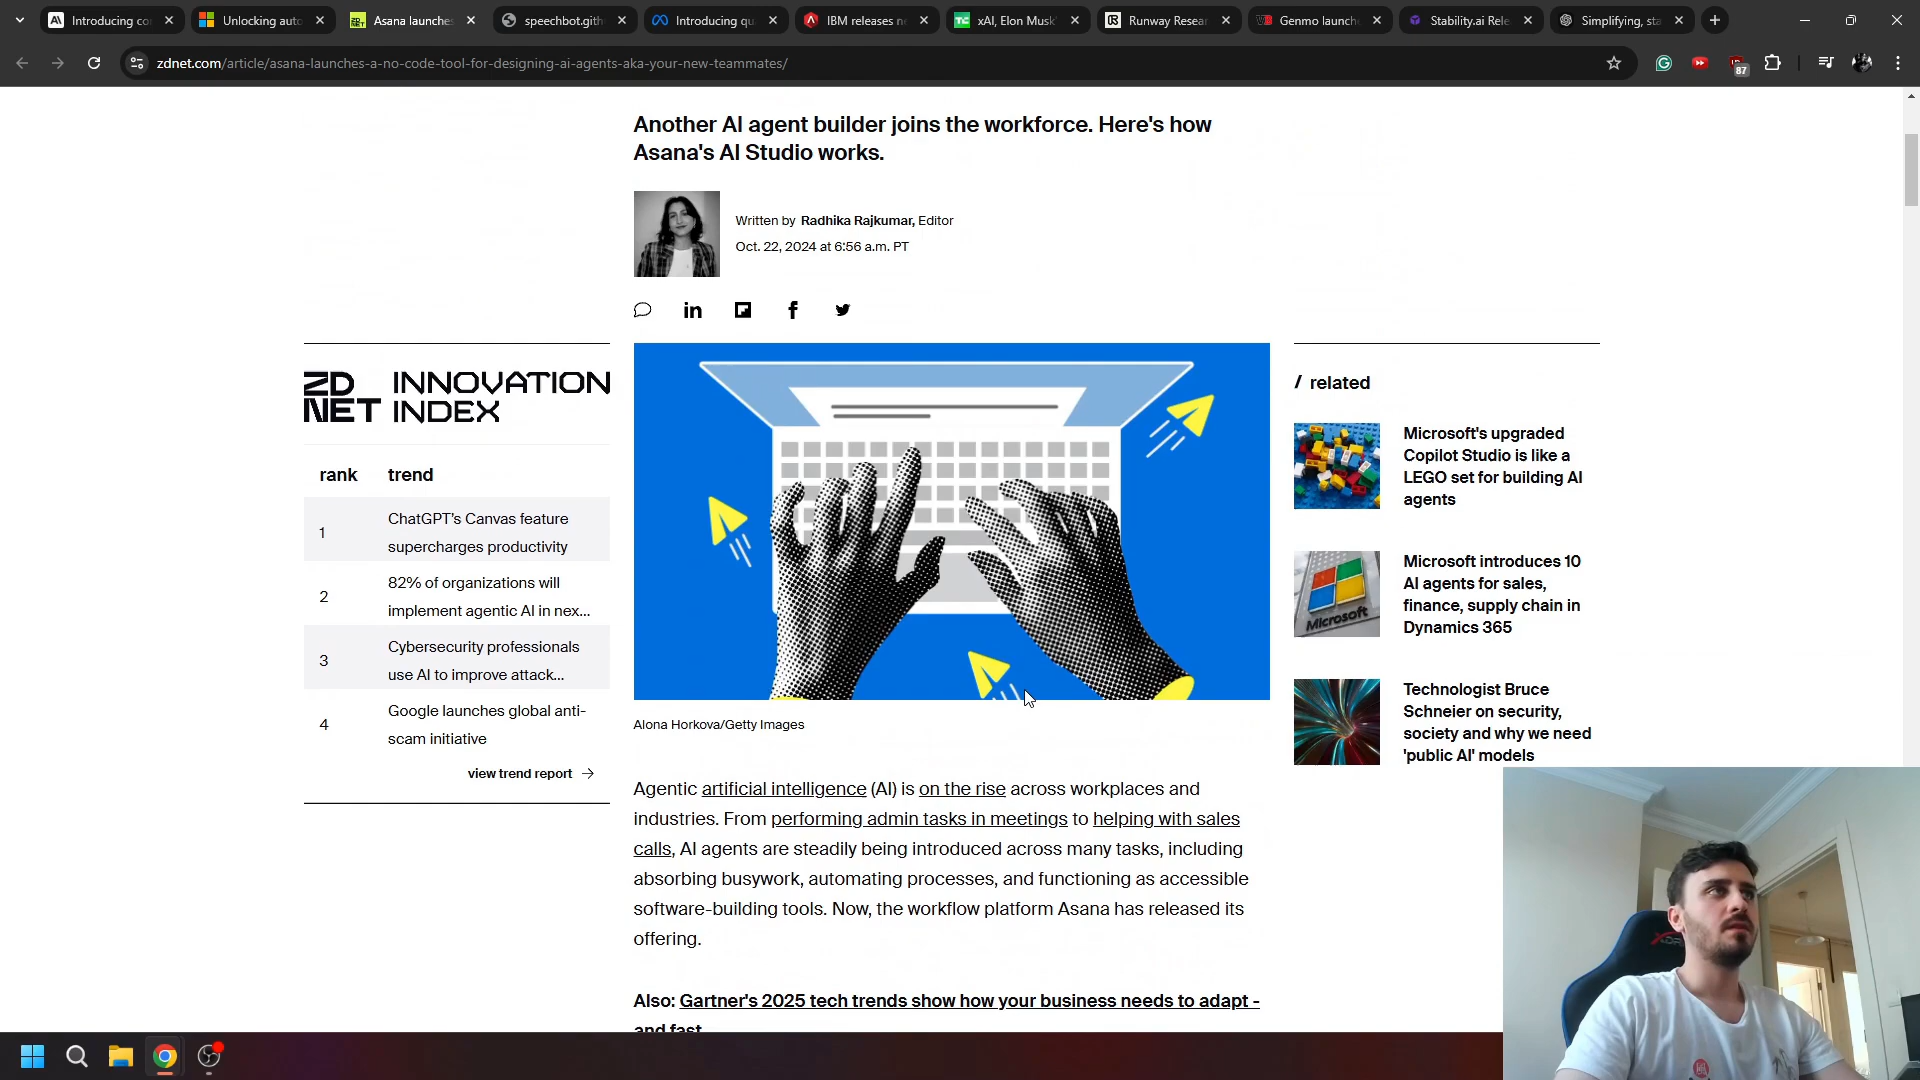 Introducing co
Unlocking auto
Asana launches
speechbot.gith
Introducing qu
IBM releases n
xAI, Elon Musk'
Runway Resea
Genmo launch
Stability.ai Rele
Simplifying, sta
zdnet.com/article/asana-launches-a-no-code-tool-for-designing-ai-agents-aka-your-new-teammates/
87
Another AI agent builder joins the workforce. Here's how
Asana's AI Studio works.
Written by Radhika Rajkumar, Editor
Oct. 22, 2024 at 6:56 a.m. PT
ZD
NET
INNOVATION
INDEX
rank trend
1 ChatGPT's Canvas feature
supercharges productivity
2 82% of organizations will
implement agentic AI in nex...
3 Cybersecurity professionals
use AI to improve attack...
4 Google launches global anti-
scam initiative
view trend report →
Alona Horkova/Getty Images
Agentic artificial intelligence (AI) is on the rise across workplaces and
industries. From performing admin tasks in meetings to helping with sales
calls, AI agents are steadily being introduced across many tasks, including
absorbing busywork, automating processes, and functioning as accessible
software-building tools. Now, the workflow platform Asana has released its
offering.
Also: Gartner's 2025 tech trends show how your business needs to adapt -
and fast
/ related
Microsoft's upgraded
Copilot Studio is like a
LEGO set for building AI
agents
Microsoft
Microsoft introduces 10
AI agents for sales,
finance, supply chain in
Dynamics 365
Technologist Bruce
Schneier on security,
society and why we need
'public AI' models